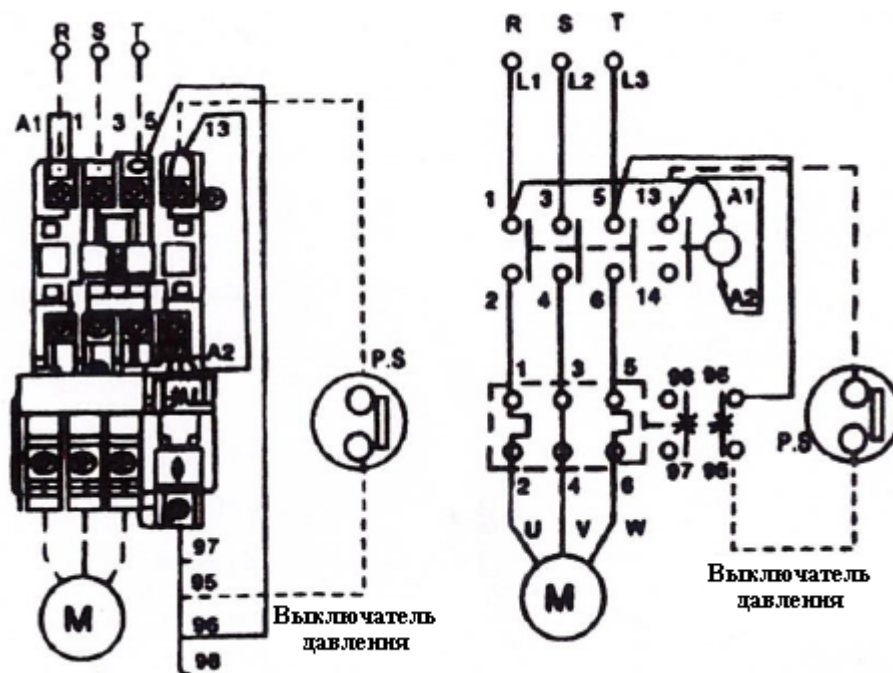 R S T
A1 1 3 5 13
A2
P.S
97
95
96
98
M
Выключатель
давления
R S T
L1 L2 L3
1 3 5 13 A1
2 4 6 14 A2
1 3 5 98 96
P.S
2 4 6 97 95
U V W
M
Выключатель
давления